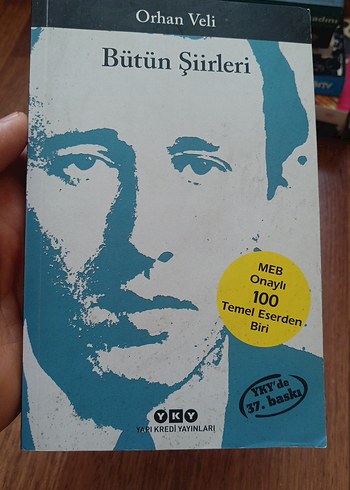 Orhan Veli
Bütün Şiirleri
MEB
Onaylı
100
Temel Eserden
Biri
YKY'de
37. baskı
YKY
YAPI KREDİ YAYINLARI